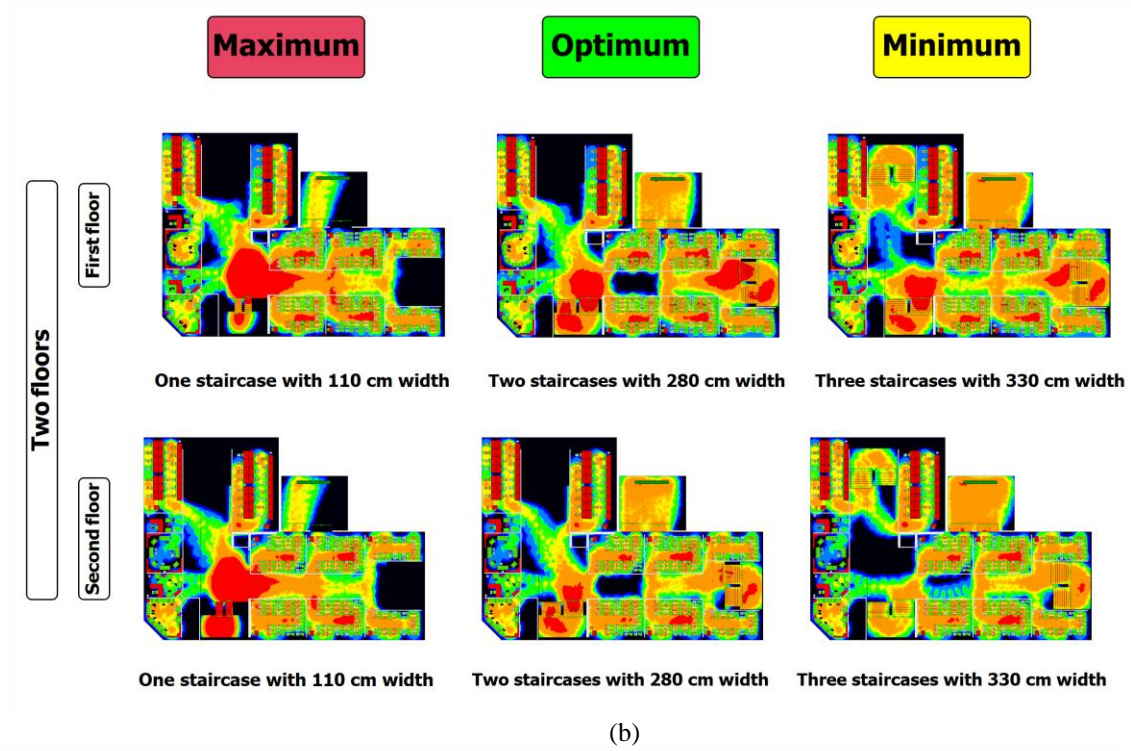 Maximum
Optimum
Minimum
Two floors
First floor
One staircase with 110 cm width
Two staircases with 280 cm width
Three staircases with 330 cm width
Second floor
One staircase with 110 cm width
Two staircases with 280 cm width
Three staircases with 330 cm width
(b)